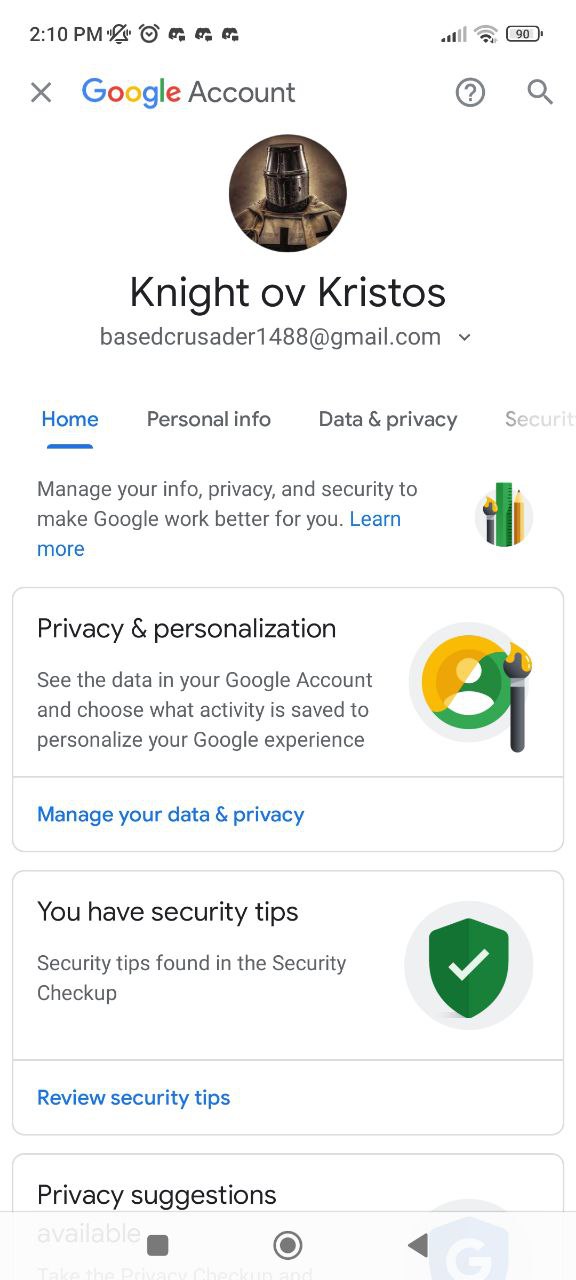 2:10 PM
90
Google Account
Knight ov Kristos
basedcrusader1488@gmail.com
Home Personal info Data & privacy Securit
Manage your info, privacy, and security to
make Google work better for you. Learn
more
Privacy & personalization
See the data in your Google Account
and choose what activity is saved to
personalize your Google experience
Manage your data & privacy
You have security tips
Security tips found in the Security
Checkup
Review security tips
Privacy suggestions
available
Take the Privacy Checkup and